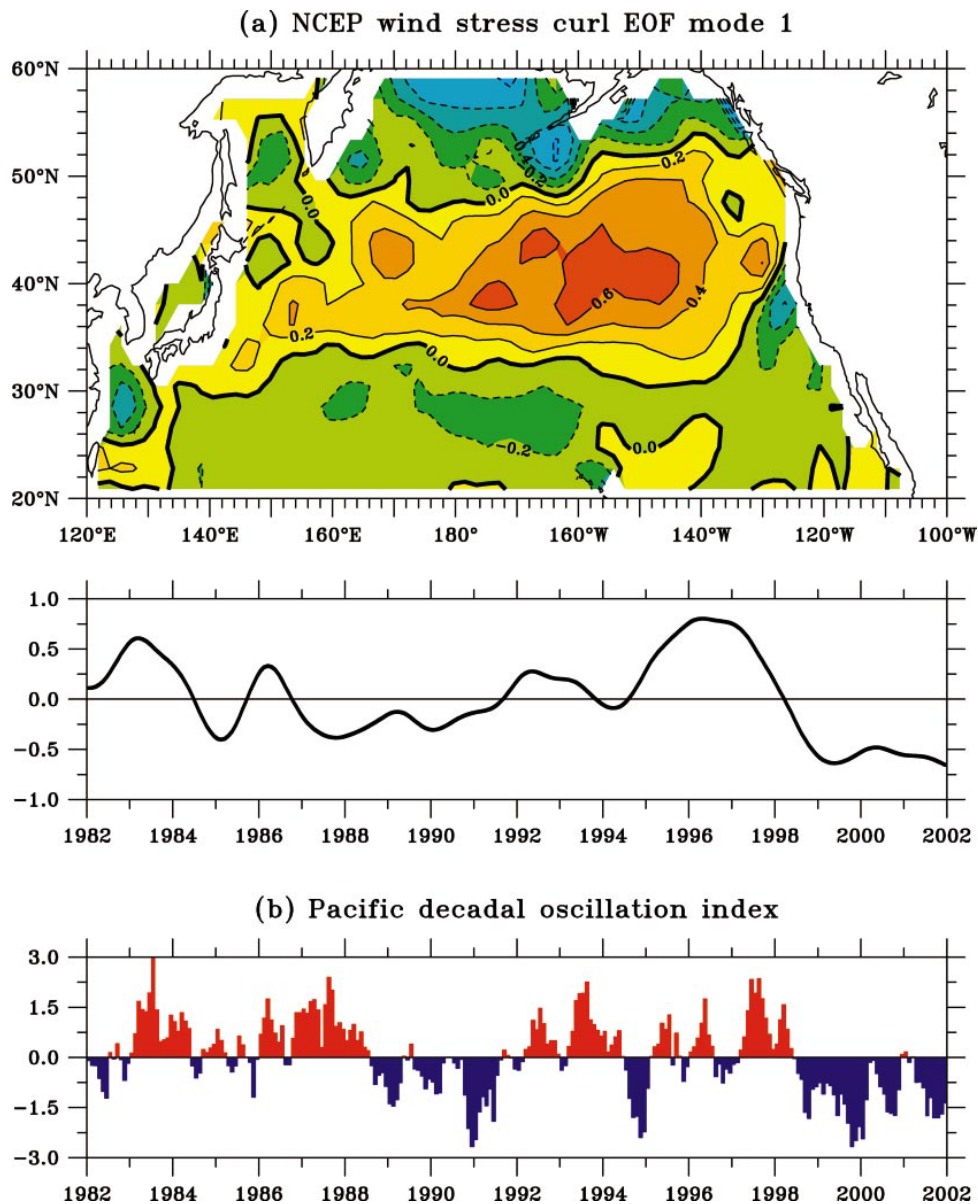 (a) NCEP wind stress curl EOF mode 1
60°N
50°N
40°N
30°N
20°N
120°E 140°E 160°E 180° 160°W 140°W 120°W 100°W
0.0
-0.4
-0.2
0.2
0.4
0.6
0.2
0.0
-0.2
0.0
1.0
0.5
0.0
-0.5
-1.0
1982 1984 1986 1988 1990 1992 1994 1996 1998 2000 2002
(b) Pacific decadal oscillation index
3.0
1.5
0.0
-1.5
-3.0
1982 1984 1986 1988 1990 1992 1994 1996 1998 2000 2002